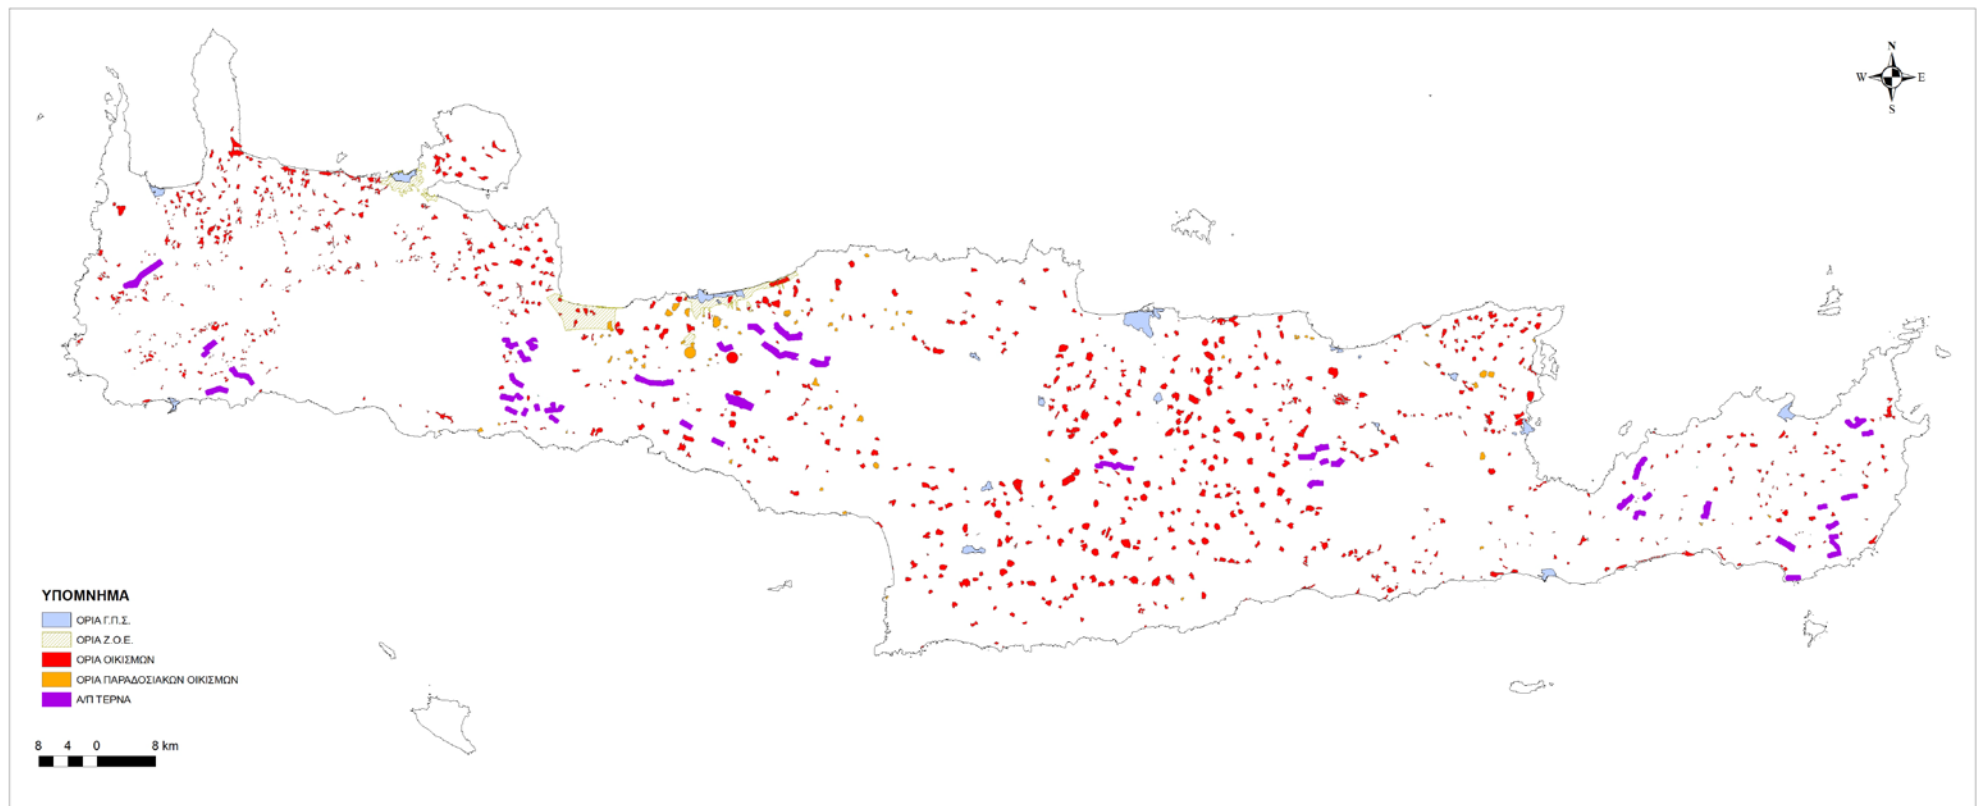 N
W E
S
ΥΠΟΜΝΗΜΑ
ΟΡΙΑ Γ.Π.Σ.
ΟΡΙΑ Ζ.Ο.Ε.
ΟΡΙΑ ΟΙΚΙΣΜΩΝ
ΟΡΙΑ ΠΑΡΑΔΟΣΙΑΚΩΝ ΟΙΚΙΣΜΩΝ
Α/Π ΤΕΡΝΑ
8 4 0 8 km